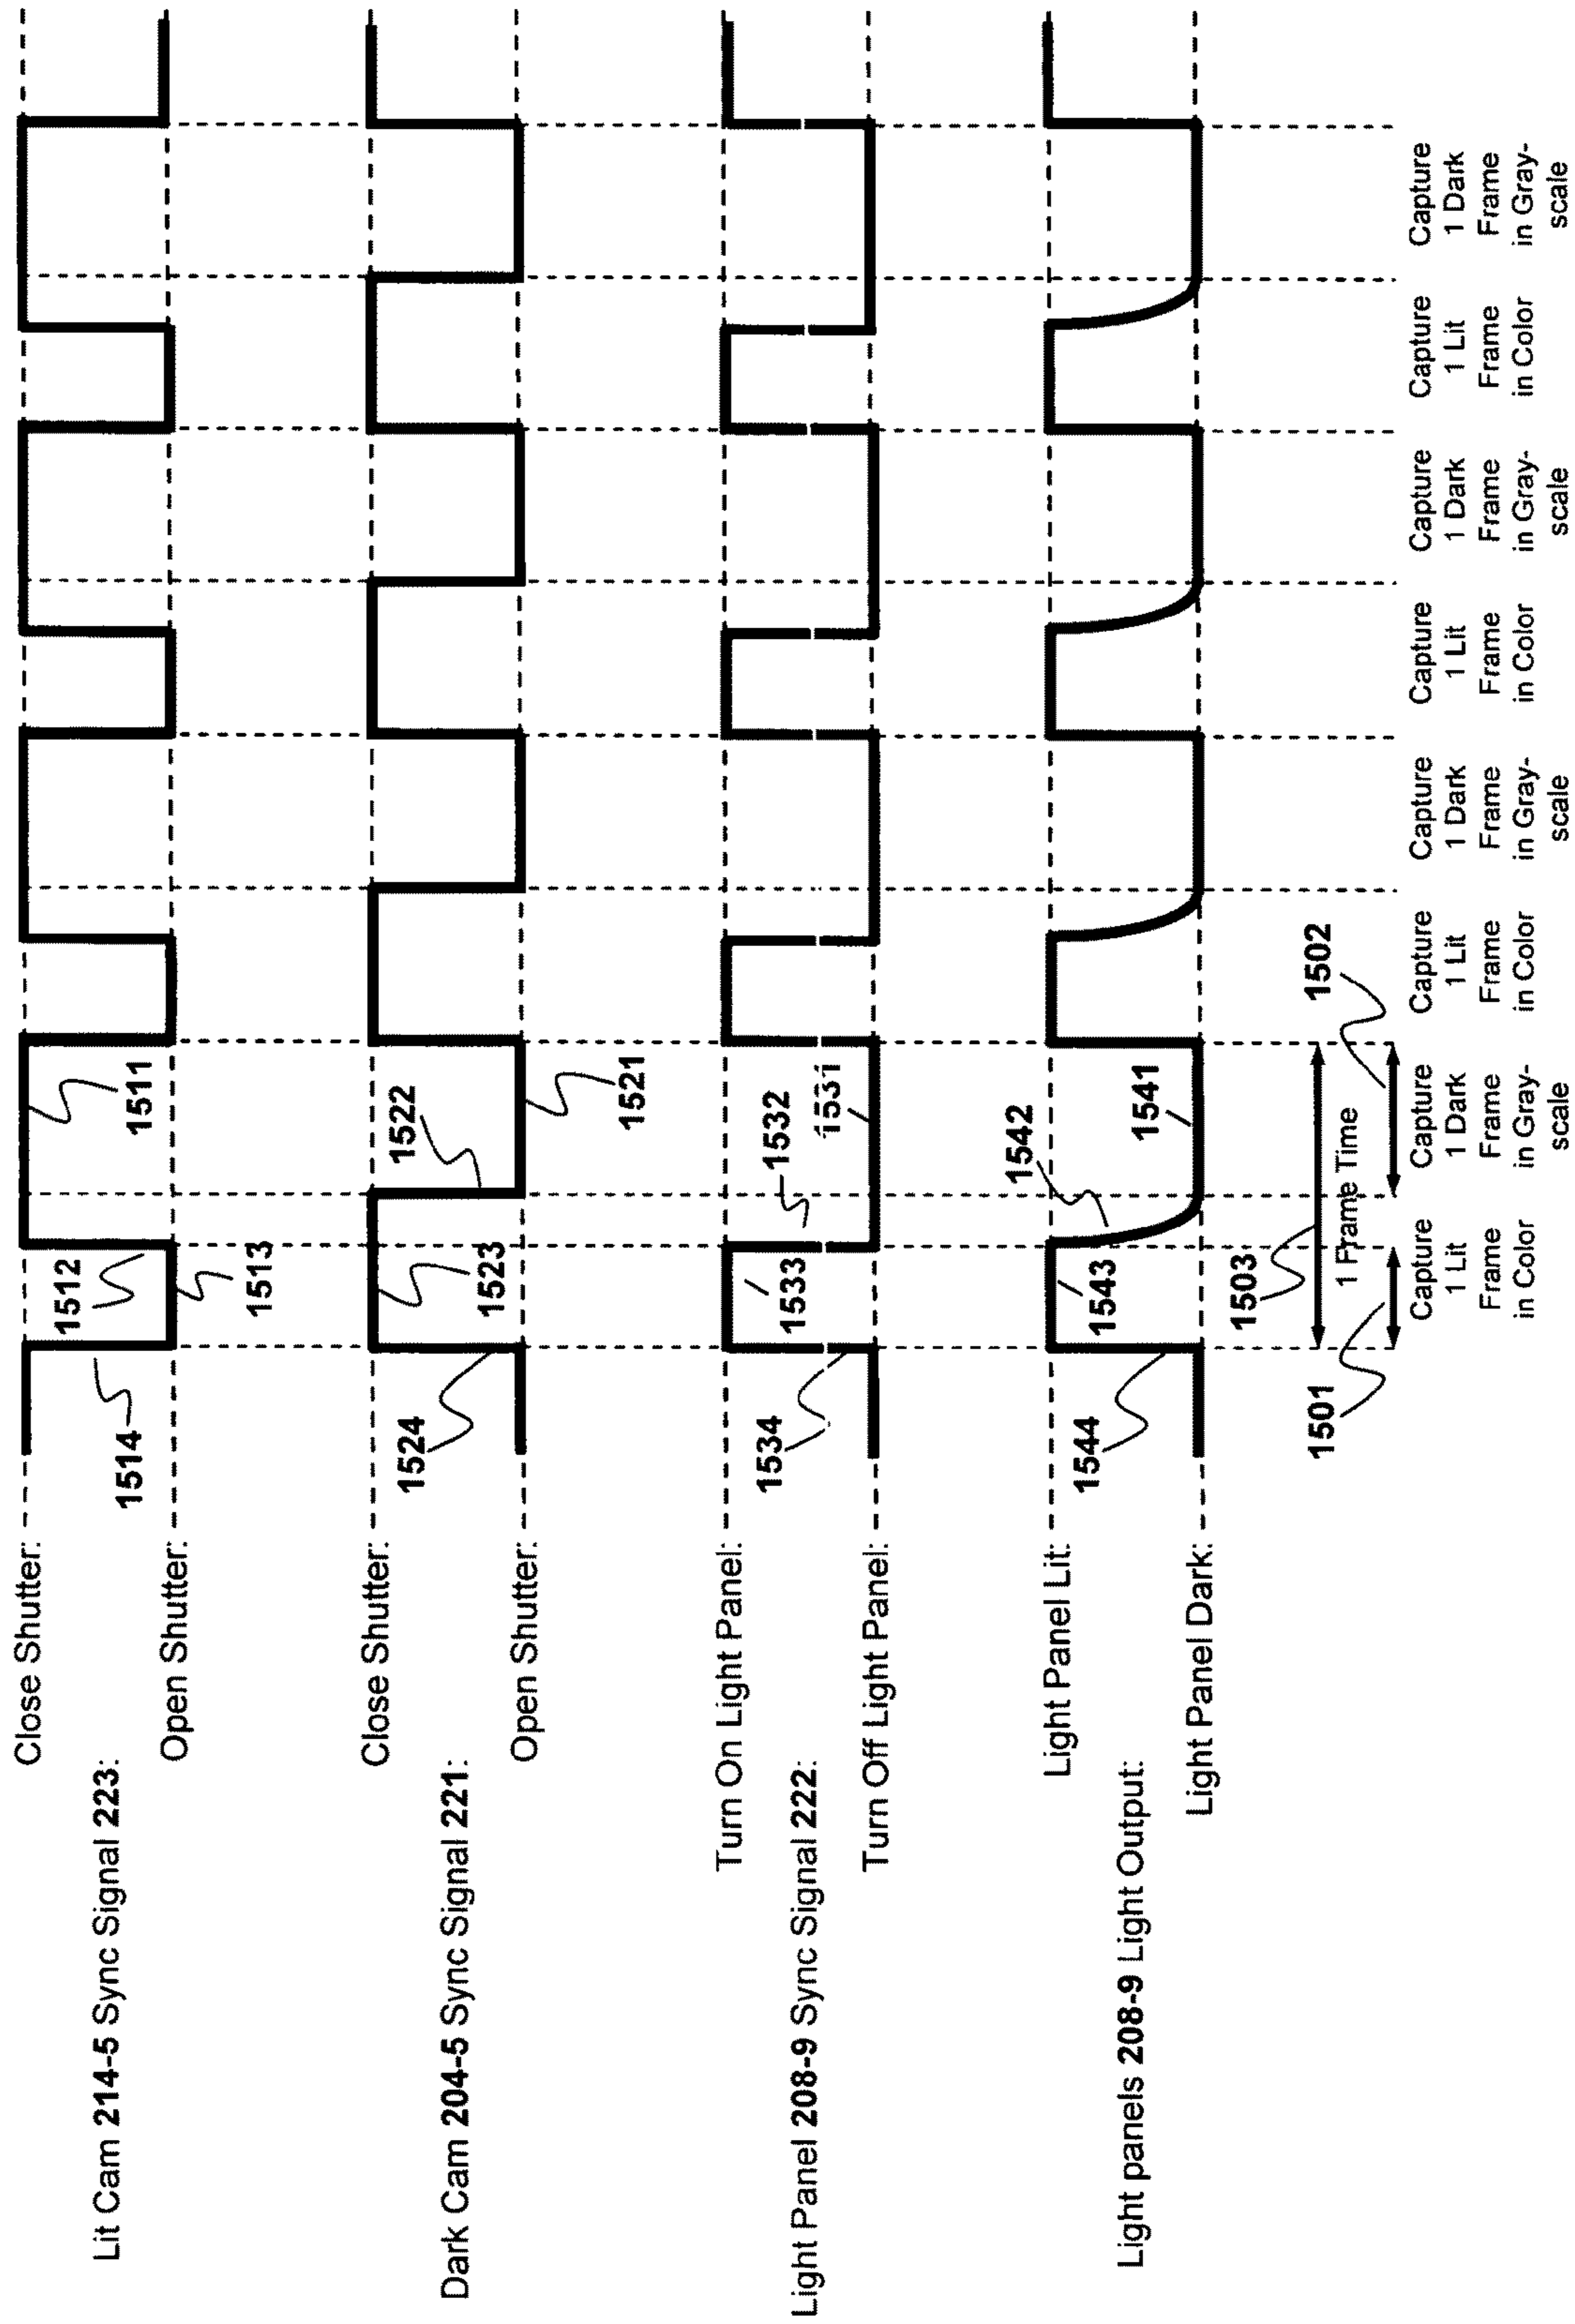 Close Shutter:
Lit Cam 214-5 Sync Signal 223:
Open Shutter:
1514
1512
1513
1511
Close Shutter:
Dark Cam 204-5 Sync Signal 221:
Open Shutter:
1524
1523
1522
1521
Turn On Light Panel:
Light Panel 208-9 Sync Signal 222:
Turn Off Light Panel:
1534
1533
1532
1531
Light Panel Lit:
Light panels 208-9 Light Output:
Light Panel Dark:
1544
1543
1542
1541
1503
1 Frame Time
1501
1502
Capture
1 Lit
Frame
in Color
Capture
1 Dark
Frame
in Gray-
scale
Capture
1 Lit
Frame
in Color
Capture
1 Dark
Frame
in Gray-
scale
Capture
1 Lit
Frame
in Color
Capture
1 Dark
Frame
in Gray-
scale
Capture
1 Lit
Frame
in Color
Capture
1 Dark
Frame
in Gray-
scale